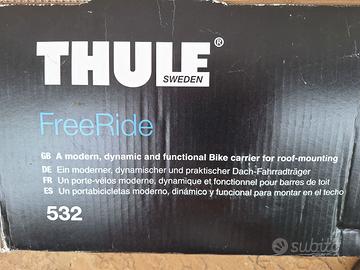 THULE®
SWEDEN
FreeRide
GB A modern, dynamic and functional Bike carrier for roof-mounting
DE Ein moderner, dynamischer und praktischer Dach-Fahrradträger
FR Un porte-vélos moderne, dynamique et fonctionnel pour barres de toit
ES Un portabicicletas moderno, dinámico y funcional para montar en el techo
532
subito